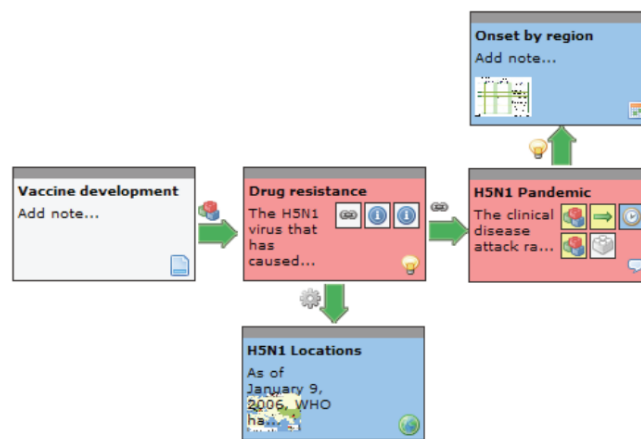 Onset by region
Add note...
Vaccine development
Add note...
Drug resistance
The H5N1
virus that
has
caused...
H5N1 Pandemic
The clinical
disease
attack ra...
H5N1 Locations
As of
January 9,
2006, WHO
ha...